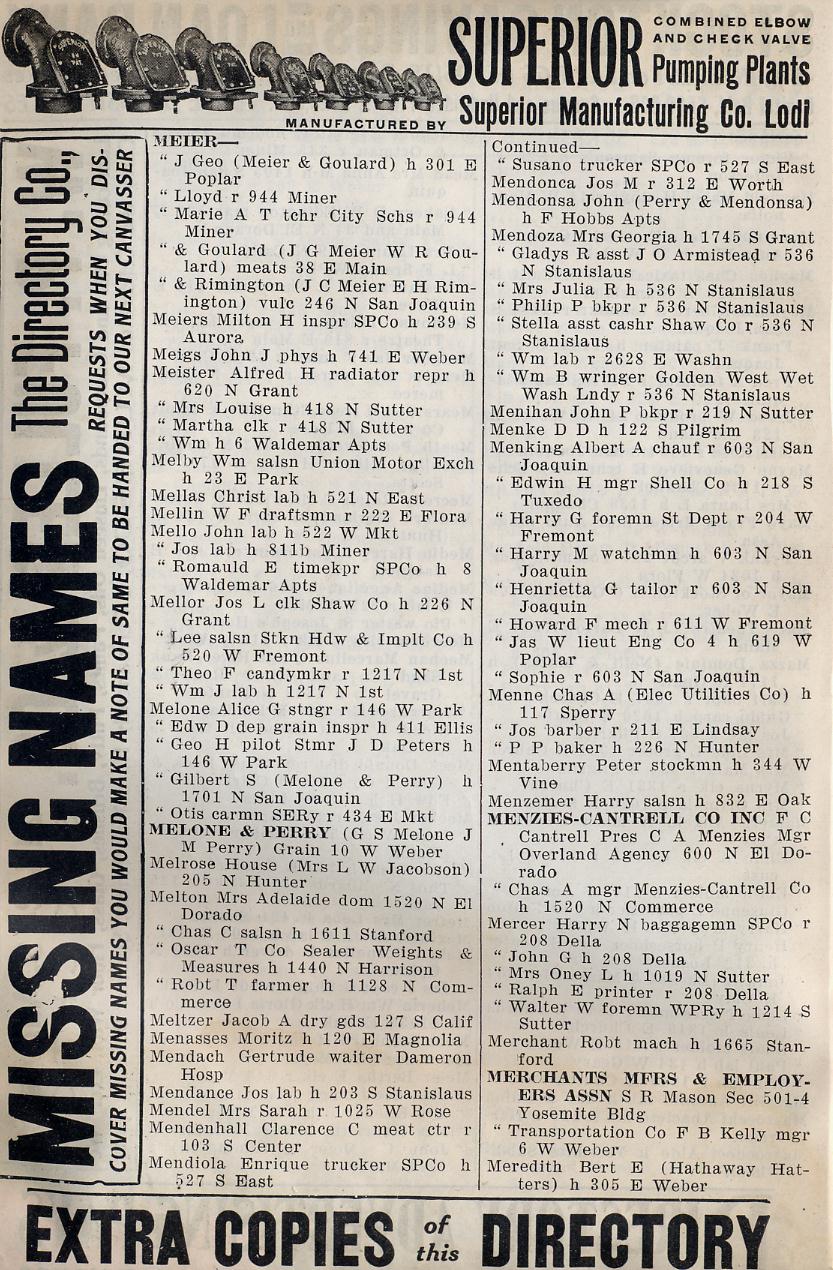 SUPERIOR COMBINED ELBOW
AND CHECK VALVE
Pumping Plants
MANUFACTURED BY Superior Manufacturing Co. Lodi
MISSING NAMES The Directory Co.,
REQUESTS WHEN YOU DIS-
COVER MISSING NAMES YOU WOULD MAKE A NOTE OF SAME TO BE HANDED TO OUR NEXT CANVASSER
MEIER—
“ J Geo (Meier & Goulard) h 301 E
Poplar
“ Lloyd r 944 Miner
“ Marie A T tchr City Schs r 944
Miner
“ & Goulard (J G Meier W R Gou-
lard) meats 38 E Main
“ & Rimington (J C Meier E H Rim-
ington) vulc 246 N San Joaquin
Meiers Milton H inspr SPCo h 239 S
Aurora
Meigs John J phys h 741 E Weber
Meister Alfred H radiator repr h
620 N Grant
“ Mrs Louise h 418 N Sutter
“ Martha clk r 418 N Sutter
“ Wm h 6 Waldemar Apts
Melby Wm salsn Union Motor Exch
h 23 E Park
Mellas Christ lab h 521 N East
Mellin W F draftsmn r 222 E Flora
Mello John lab h 522 W Mkt
“ Jos lab h 811b Miner
“ Romauld E timekpr SPCo h 8
Waldemar Apts
Mellor Jos L clk Shaw Co h 226 N
Grant
“ Lee salsn Stkn Hdw & Implt Co h
520 W Fremont
“ Theo F candymkr r 1217 N 1st
“ Wm J lab h 1217 N 1st
Melone Alice G stngr r 146 W Park
“ Edw D dep grain inspr h 411 Ellis
“ Geo H pilot Stmr J D Peters h
146 W Park
“ Gilbert S (Melone & Perry) h
1701 N San Joaquin
“ Otis carmn SERy r 434 E Mkt
MELONE & PERRY (G S Melone J
M Perry) Grain 10 W Weber
Melrose House (Mrs L W Jacobson)
205 N Hunter
Melton Mrs Adelaide dom 1520 N El
Dorado
“ Chas C salsn h 1611 Stanford
“ Oscar T Co Sealer Weights &
Measures h 1440 N Harrison
“ Robt T farmer h 1128 N Com-
merce
Meltzer Jacob A dry gds 127 S Calif
Menasses Moritz h 120 E Magnolia
Mendach Gertrude waiter Dameron
Hosp
Mendance Jos lab h 203 S Stanislaus
Mendel Mrs Sarah r 1025 W Rose
Mendenhall Clarence C meat ctr r
103 S Center
Mendiola Enrique trucker SPCo h
527 S East
Continued—
“ Susano trucker SPCo r 527 S East
Mendonca Jos M r 312 E Worth
Mendonsa John (Perry & Mendonsa)
h F Hobbs Apts
Mendoza Mrs Georgia h 1745 S Grant
“ Gladys R asst J O Armistead r 536
N Stanislaus
“ Mrs Julia R h 536 N Stanislaus
“ Philip P bkpr r 536 N Stanislaus
“ Stella asst cashr Shaw Co r 536 N
Stanislaus
“ Wm lab r 2628 E Washn
“ Wm B wringer Golden West Wet
Wash Lndy r 536 N Stanislaus
Menihan John P bkpr r 219 N Sutter
Menke D D h 122 S Pilgrim
Menking Albert A chauf r 603 N San
Joaquin
“ Edwin H mgr Shell Co h 218 S
Tuxedo
“ Harry G foremn St Dept r 204 W
Fremont
“ Harry M watchmn h 603 N San
Joaquin
“ Henrietta G tailor r 603 N San
Joaquin
“ Howard F mech r 611 W Fremont
“ Jas W lieut Eng Co 4 h 619 W
Poplar
“ Sophie r 603 N San Joaquin
Menne Chas A (Elec Utilities Co) h
117 Sperry
“ Jos barber r 211 E Lindsay
“ P P baker h 226 N Hunter
Mentaberry Peter stockmn h 344 W
Vine
Menzemer Harry salsn h 832 E Oak
MENZIES-CANTRELL CO INC F C
Cantrell Pres C A Menzies Mgr
Overland Agency 600 N El Do-
rado
“ Chas A mgr Menzies-Cantrell Co
h 1520 N Commerce
Mercer Harry N baggagemn SPCo r
208 Della
“ John G h 208 Della
“ Mrs Oney L h 1019 N Sutter
“ Ralph E printer r 208 Della
“ Walter W foremn WPRy h 1214 S
Sutter
Merchant Robt mach h 1665 Stan-
ford
MERCHANTS MFRS & EMPLOY-
ERS ASSN S R Mason Sec 501-4
Yosemite Bldg
“ Transportation Co F B Kelly mgr
6 W Weber
Meredith Bert E (Hathaway Hat-
ters) h 305 E Weber
EXTRA COPIES of this DIRECTORY